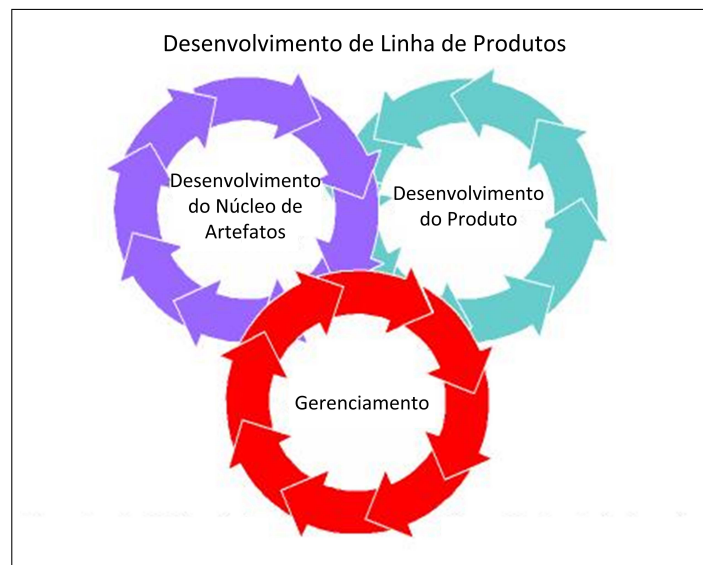 Desenvolvimento de Linha de Produtos
Desenvolvimento
do Núcleo de
Artefatos
Desenvolvimento
do Produto
Gerenciamento